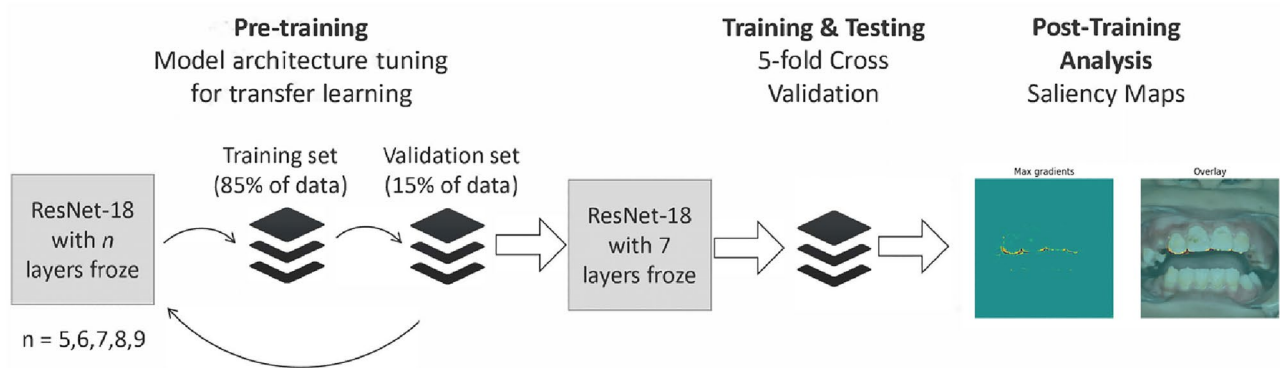 Pre-training
Model architecture tuning
for transfer learning
Training & Testing
5-fold Cross
Validation
Post-Training
Analysis
Saliency Maps
ResNet-18
with n
layers froze
n = 5,6,7,8,9
Training set
(85% of data)
Validation set
(15% of data)
ResNet-18
with 7
layers froze
Max gradients
Overlay